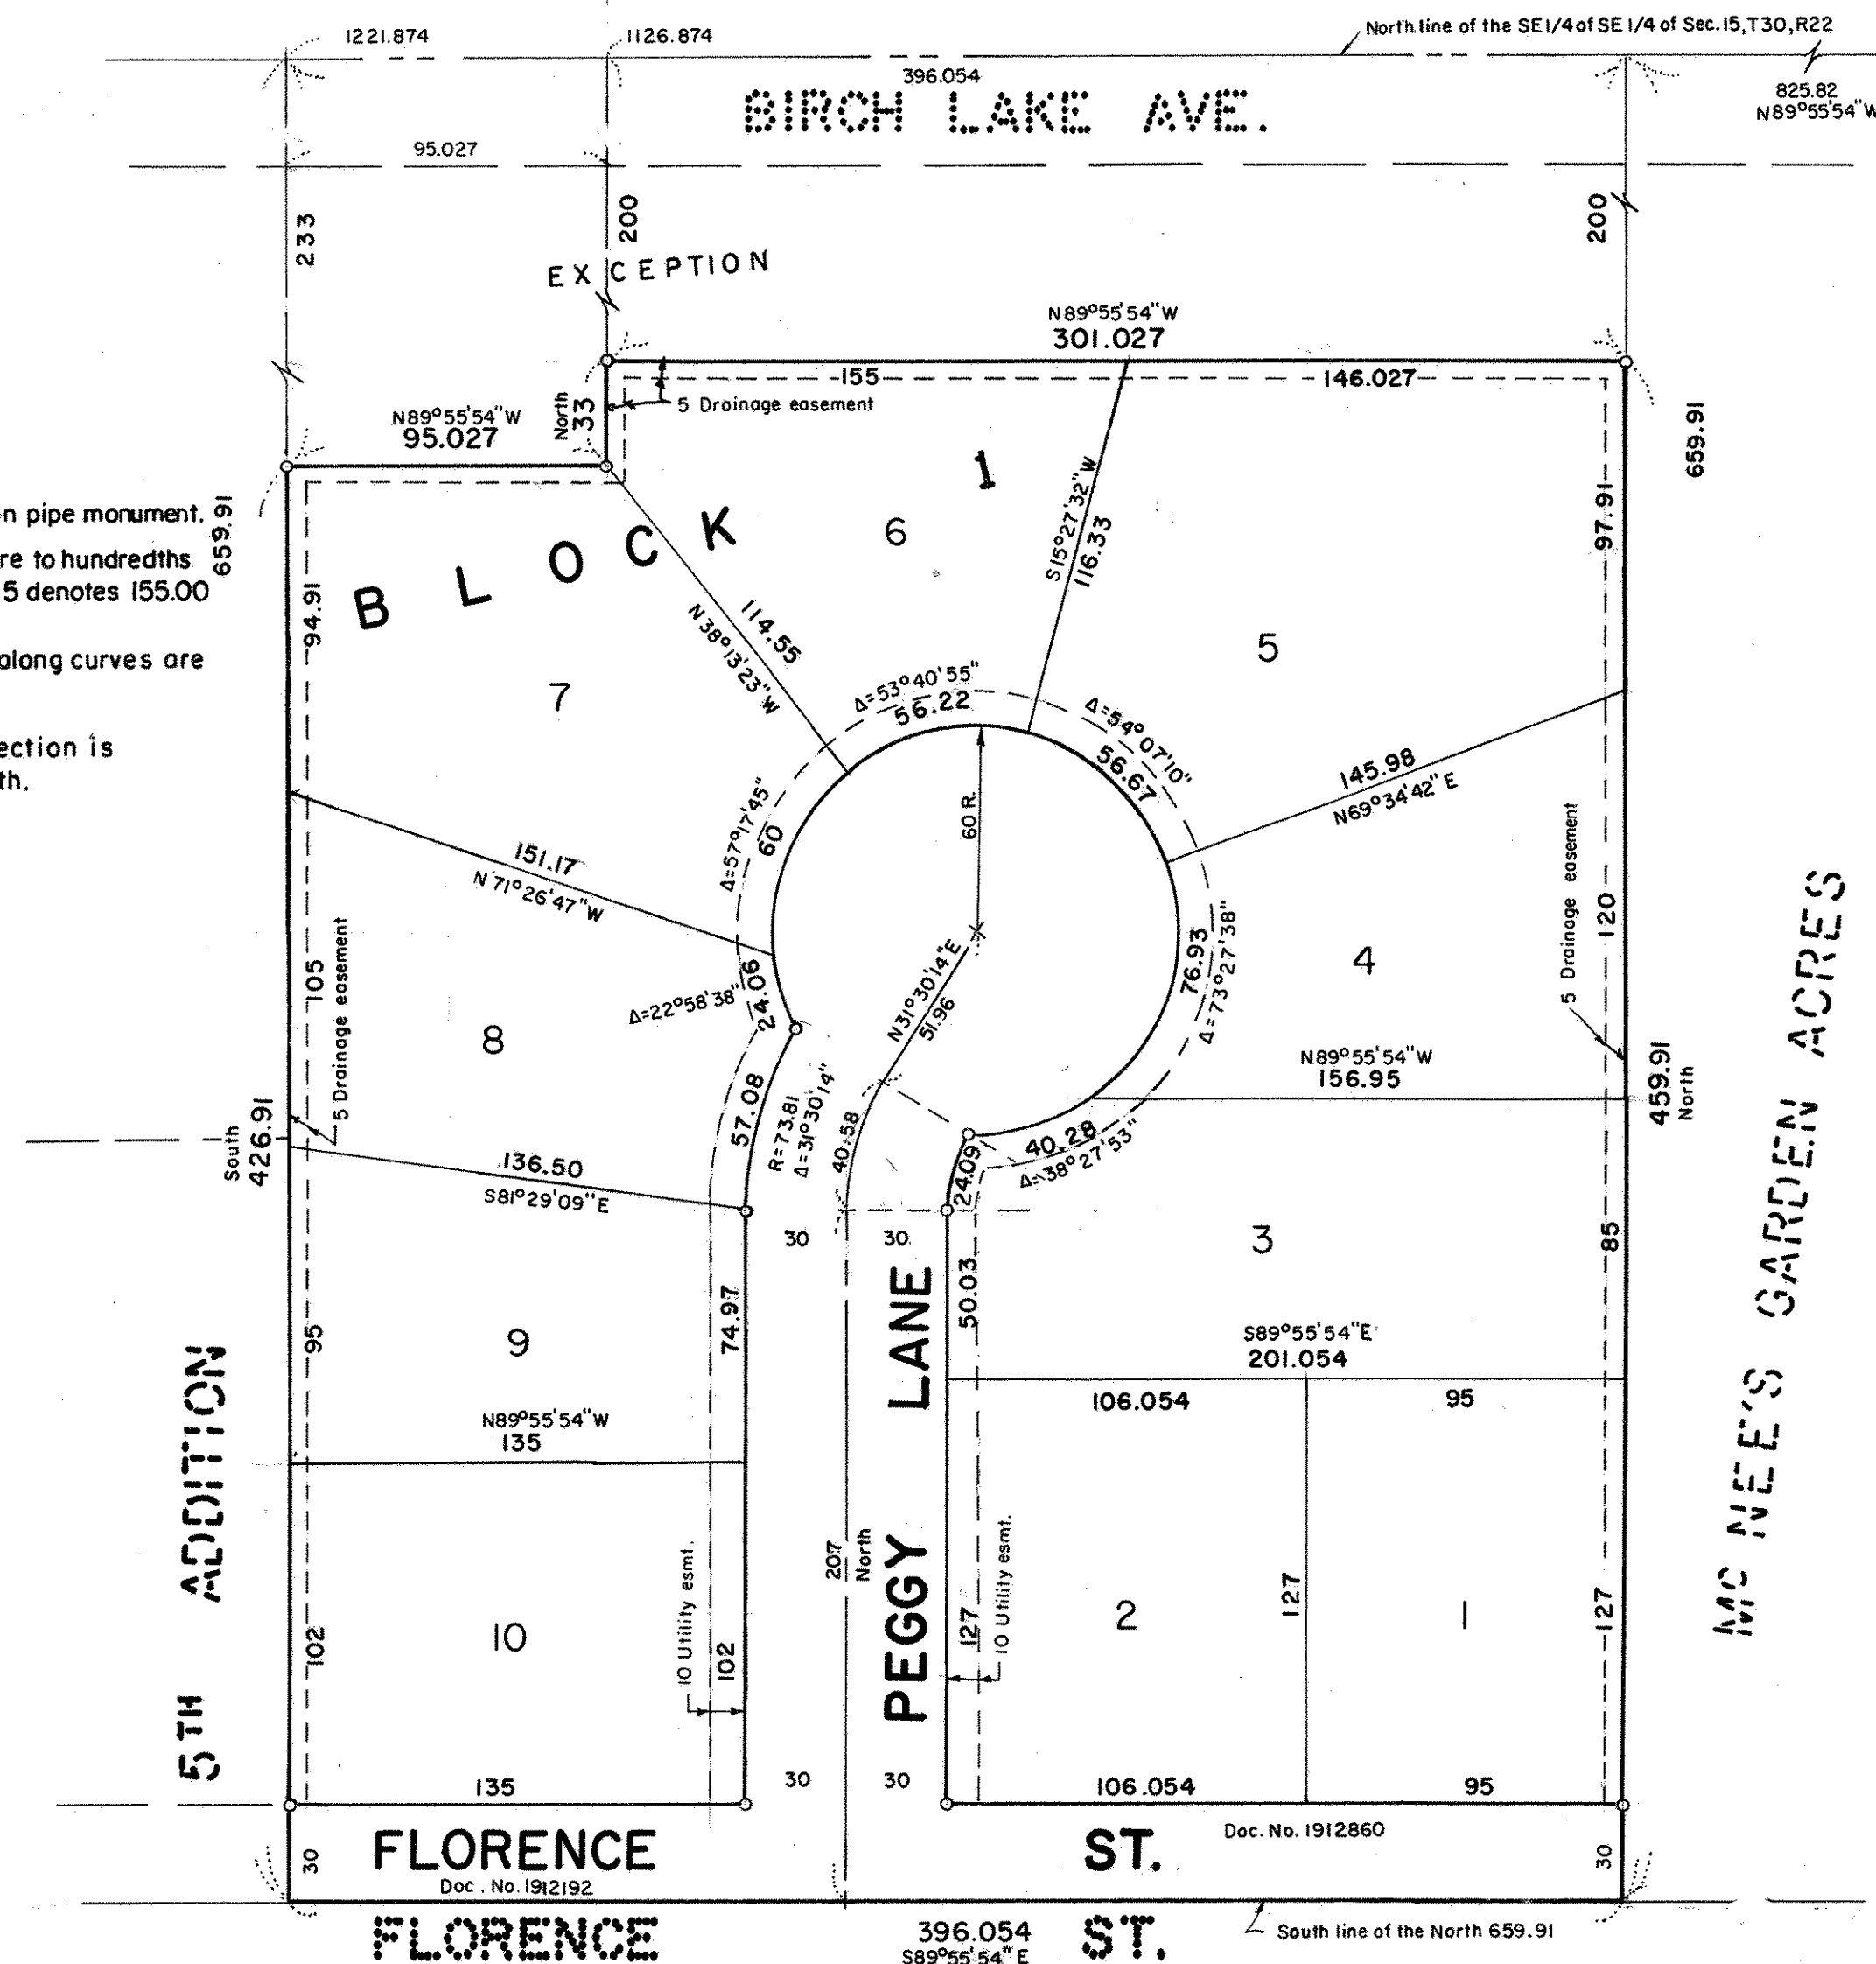 1221.874
1126.874
North line of the SE1/4 of SE 1/4 of Sec.15,T30,R22
396.054
825.82
N89°55'54"W
BIRCH LAKE AVE.
95.027
233
200
200
EXCEPTION
N89°55'54"W
301.027
155
146.027
North
33
5 Drainage easement
N89°55'54"W
95.027
659.91
659.91
n pipe monument.
re to hundredths
5 denotes 155.00
along curves are
ection is
th.
BLOCK 1
6
S15°27'32"W
116.33
97.91
94.91
114.55
N38°13'23"W
5
7
Δ=53°40'55"
56.22
Δ=54°07'10"
56.67
145.98
N69°34'42"E
Δ=57°17'45"
60
60 R.
151.17
N71°26'47"W
5 Drainage easement
120
105
5 Drainage easement
24.06
Δ=22°58'38"
N31°30'14"E
51.96
76.93
Δ=73°27'38"
4
8
N89°55'54"W
156.95
459.91
North
South
426.91
57.08
R=73.81
Δ=31°30'14"
40.58
40.28
Δ=38°27'53"
24.09
136.50
S81°29'09"E
30
30
3
85
50.03
74.97
95
9
S89°55'54"E
201.054
106.054
95
N89°55'54"W
135
PEGGY LANE
207
North
10 Utility esmt.
102
102
10
127
10 Utility esmt.
2
127
1
127
135
30
30
106.054
95
5TH ADDITION
MC NEE'S GARDEN ACRES
30
FLORENCE ST.
Doc. No. 1912192
Doc. No. 1912860
30
FLORENCE ST.
396.054
S89°55'54"E
South line of the North 659.91